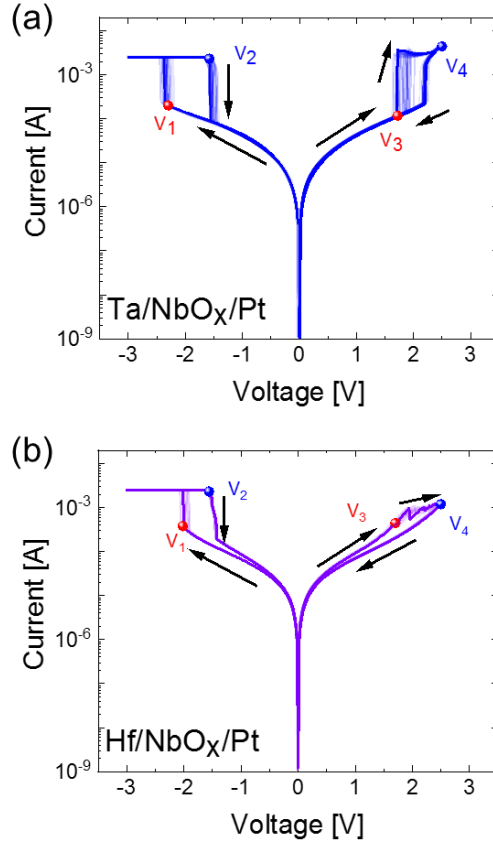 (a)
10⁻³
10⁻⁶
10⁻⁹
Current [A]
V₁
V₂
V₃
V₄
Ta/NbOₓ/Pt
-3 -2 -1 0 1 2 3
Voltage [V]
(b)
10⁻³
10⁻⁶
10⁻⁹
Current [A]
V₁
V₂
V₃
V₄
Hf/NbOₓ/Pt
-3 -2 -1 0 1 2 3
Voltage [V]